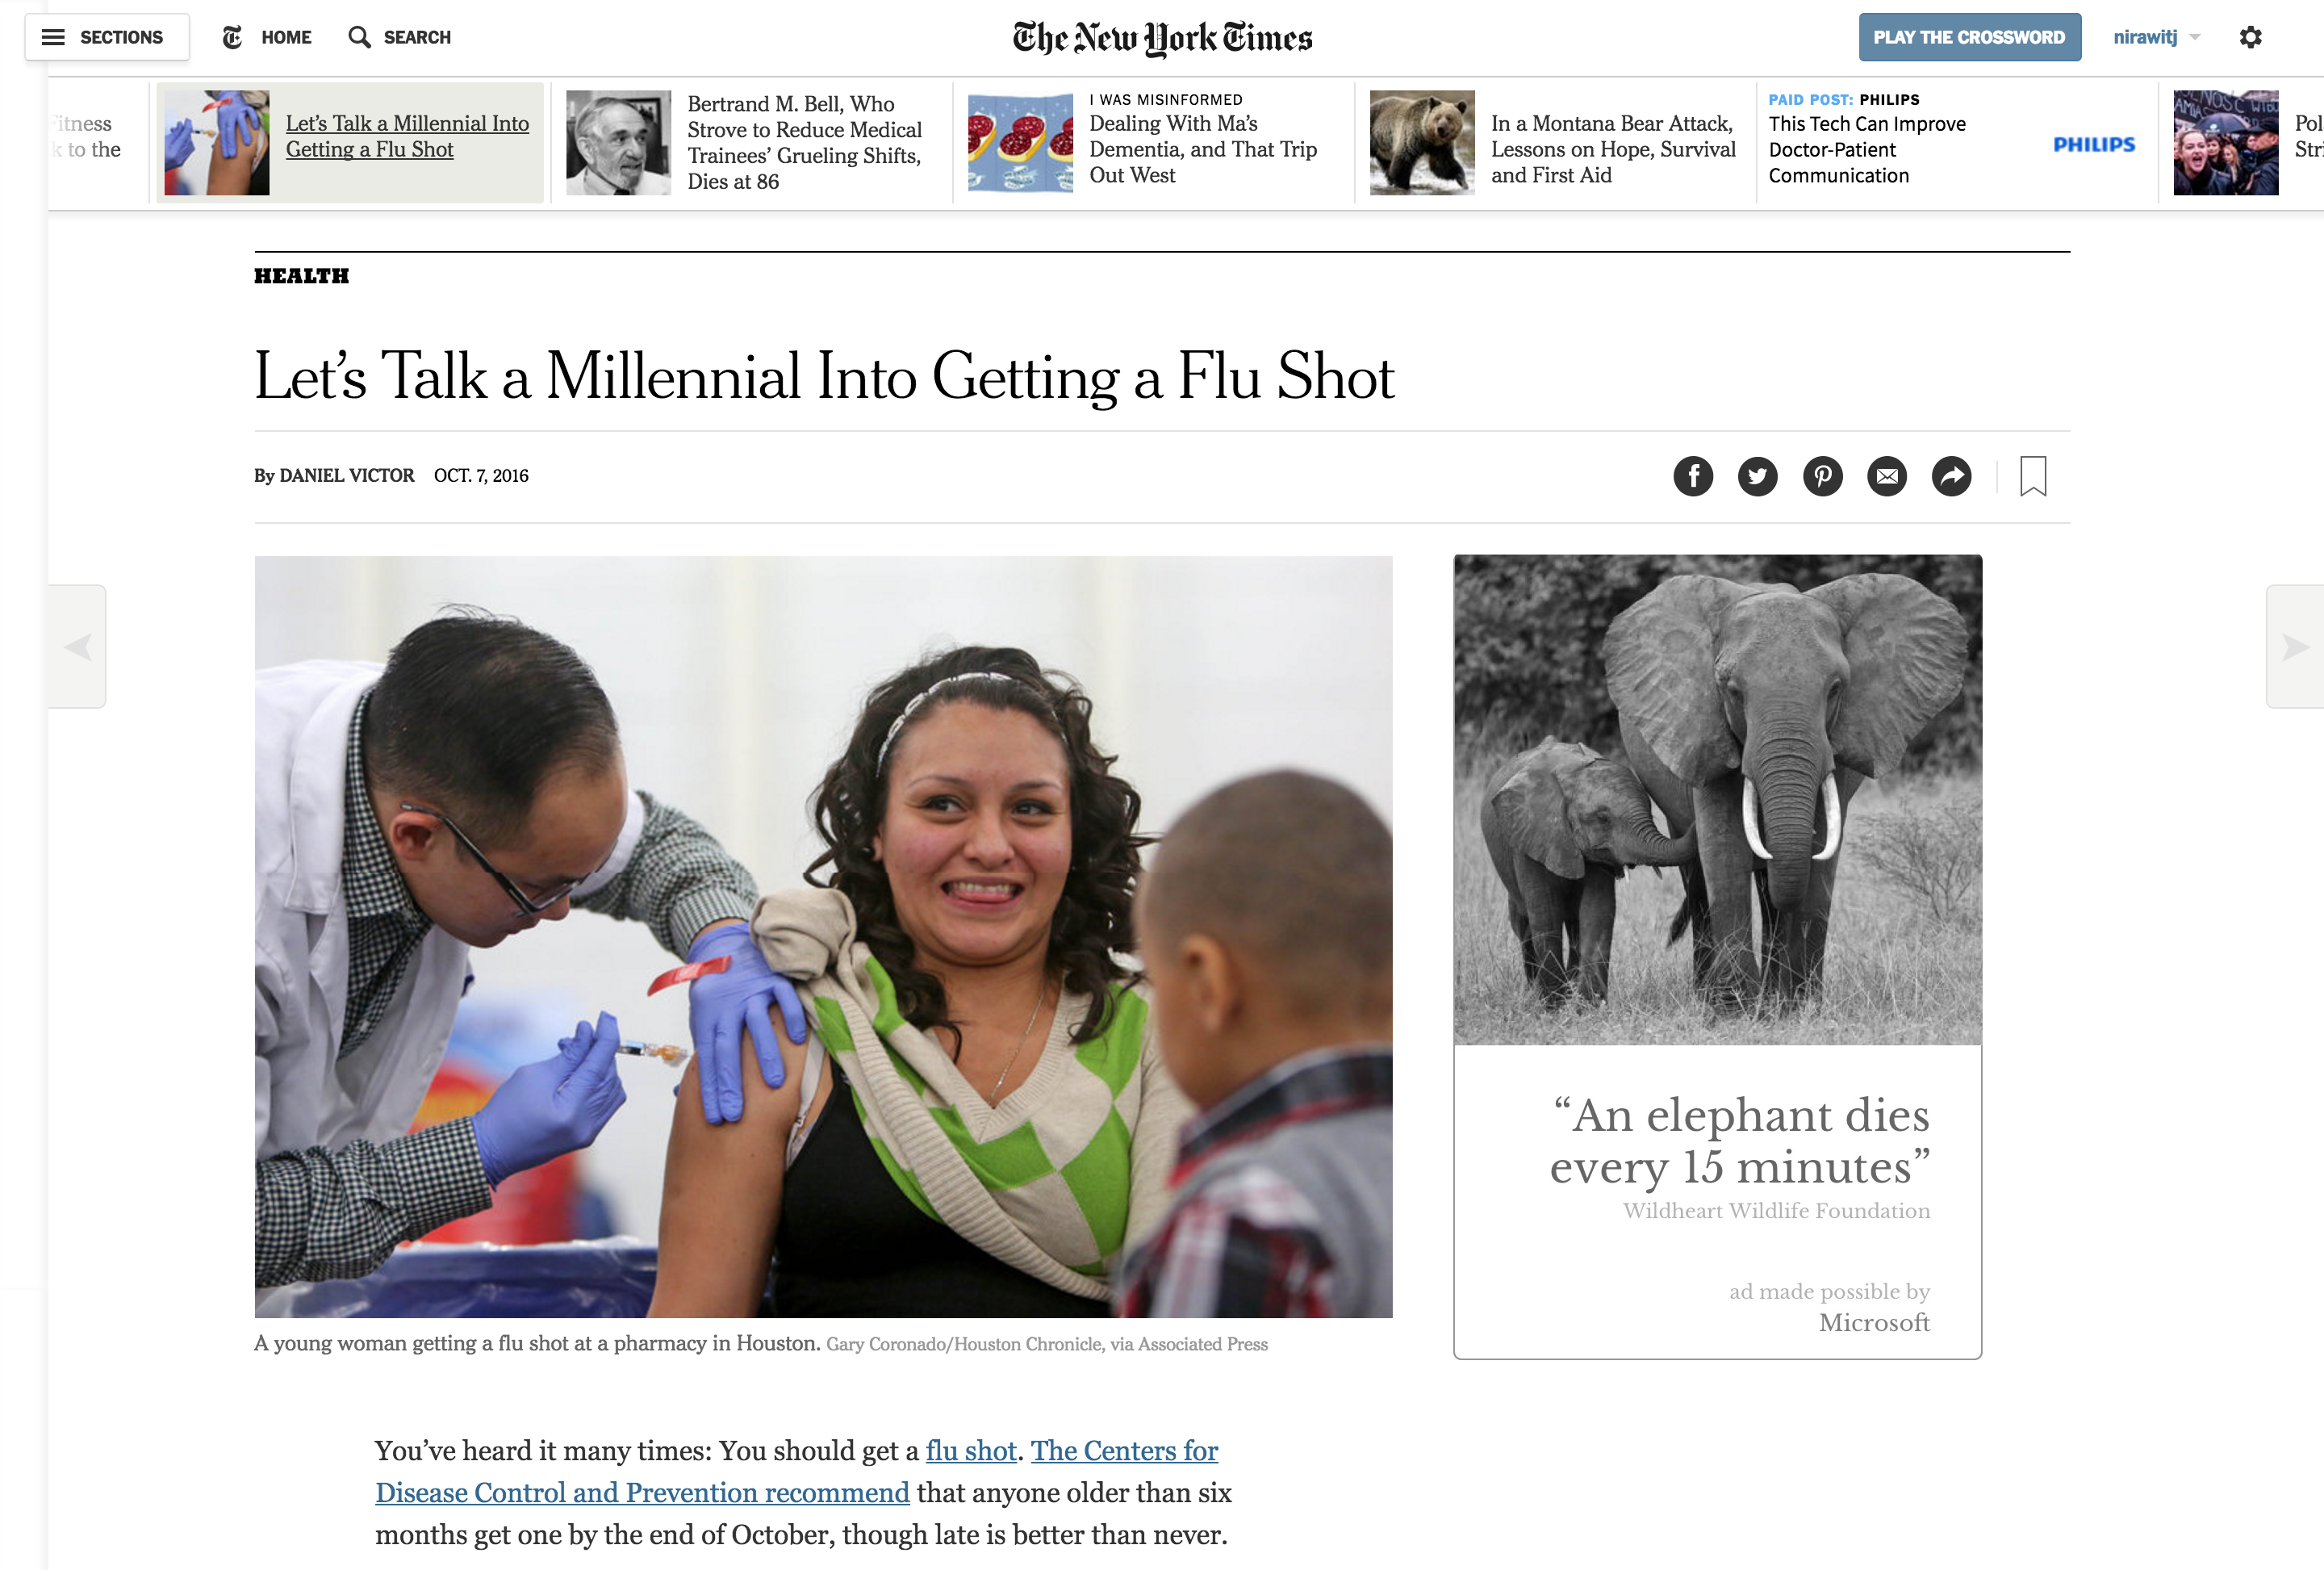 SECTIONS
HOME
SEARCH
The New York Times
PLAY THE CROSSWORD
nirawitj
itness
k to the
Let’s Talk a Millennial Into
Getting a Flu Shot
Bertrand M. Bell, Who
Strove to Reduce Medical
Trainees’ Grueling Shifts,
Dies at 86
I WAS MISINFORMED
Dealing With Ma’s
Dementia, and That Trip
Out West
In a Montana Bear Attack,
Lessons on Hope, Survival
and First Aid
PAID POST: PHILIPS
This Tech Can Improve
Doctor-Patient
Communication
PHILIPS
Pol
Stri
HEALTH
Let’s Talk a Millennial Into Getting a Flu Shot
By DANIEL VICTOR OCT. 7, 2016
A young woman getting a flu shot at a pharmacy in Houston. Gary Coronado/Houston Chronicle, via Associated Press
“An elephant dies
every 15 minutes”
Wildheart Wildlife Foundation
ad made possible by
Microsoft
You’ve heard it many times: You should get a flu shot. The Centers for
Disease Control and Prevention recommend that anyone older than six
months get one by the end of October, though late is better than never.